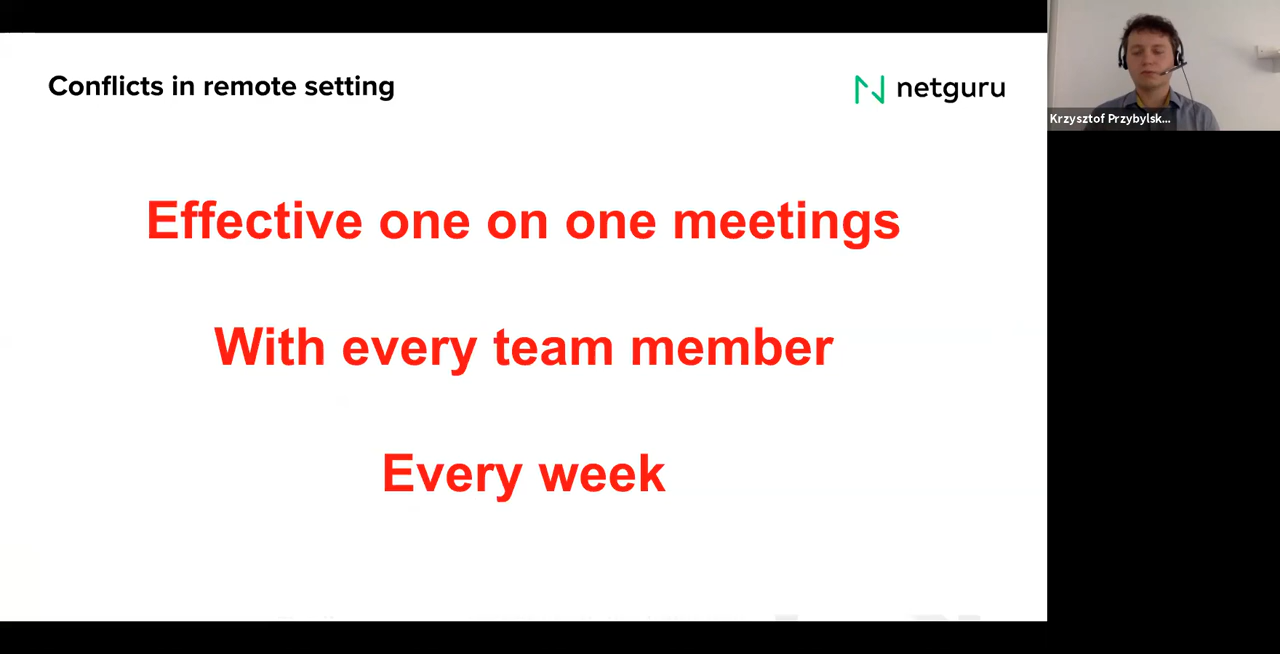 Conflicts in remote setting
netguru
Krzysztof Przybylsk...
Effective one on one meetings
With every team member
Every week